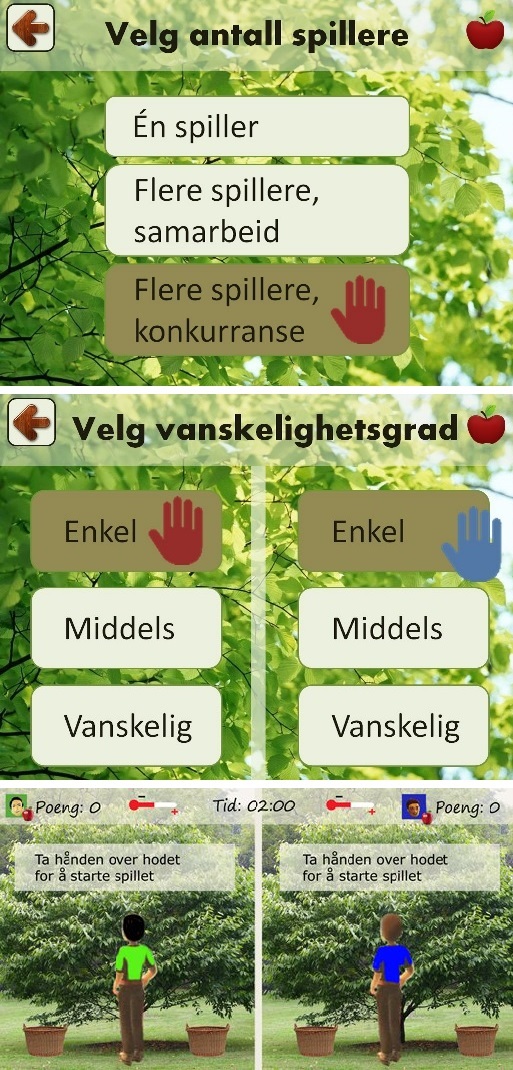 Velg antall spillere
Én spiller
Flere spillere,
samarbeid
Flere spillere,
konkurranse
Velg vanskelighetsgrad
Enkel
Enkel
Middels
Middels
Vanskelig
Vanskelig
Poeng: 0
Tid: 02:00
Poeng: 0
Ta hånden over hodet
for å starte spillet
Ta hånden over hodet
for å starte spillet